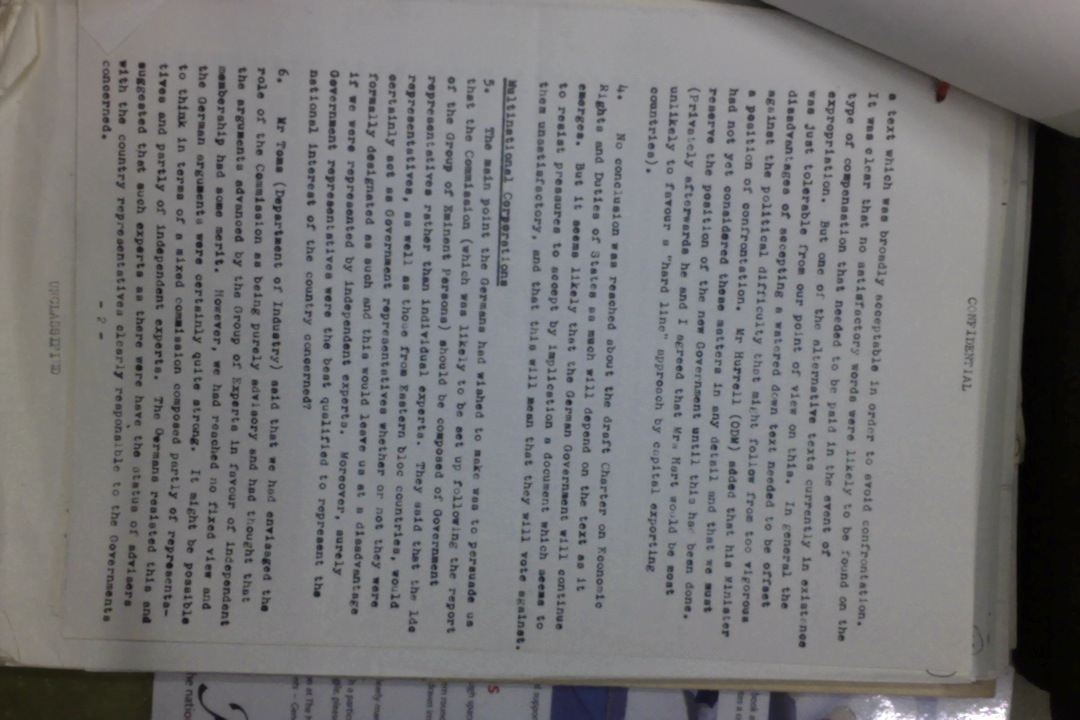 CONFIDENTIAL
a text which was broadly acceptable in order to avoid confrontation.
It was clear that no satisfactory words were likely to be found on the
type of compensation that needed to be paid in the event of
expropriation. But one of the alternative texts currently in existence
was just tolerable from our point of view on this. In general the
disadvantages of accepting a watered down text needed to be offset
against the political difficulty that might follow from too vigorous
a position of confrontation. Mr Hurrell (ODM) added that his Minister
had not yet considered these matters in any detail and that we must
reserve the position of the new Government until this had been done.
(Privately afterwards he and I agreed that Mrs Hart would be most
unlikely to favour a "hard line" approach by capital exporting
countries).
4. No conclusion was reached about the draft Charter on Economic
Rights and Duties of States as much will depend on the text as it
emerges. But it seems likely that the German Government will continue
to resist pressures to accept by implication a document which seems to
them unsatisfactory, and that this will mean that they will vote against.
Multinational Corporations
5. The main point the Germans had wished to make was to persuade us
that the Commission (which was likely to be set up following the report
of the Group of Eminent Persons) should be composed of Government
representatives rather than individual experts. They said that the ldc
representatives, as well as those from Eastern bloc countries, would
certainly act as Government representatives whether or not they were
formally designated as such and this would leave us at a disadvantage
if we were represented by independent experts. Moreover, surely
Government representatives were the best qualified to represent the
national interest of the country concerned?
6. Mr Toms (Department of Industry) said that we had envisaged the
role of the Commission as being purely advisory and had thought that
the arguments advanced by the Group of Experts in favour of independent
membership had some merit. However, we had reached no fixed view and
the German arguments were certainly quite strong. It might be possible
to think in terms of a mixed commission composed partly of representa-
tives and partly of independent experts. The Germans resisted this and
suggested that such experts as there were have the status of advisers
with the country representatives clearly responsible to the Governments
concerned.
- 2 -
UNCLASSIFIED